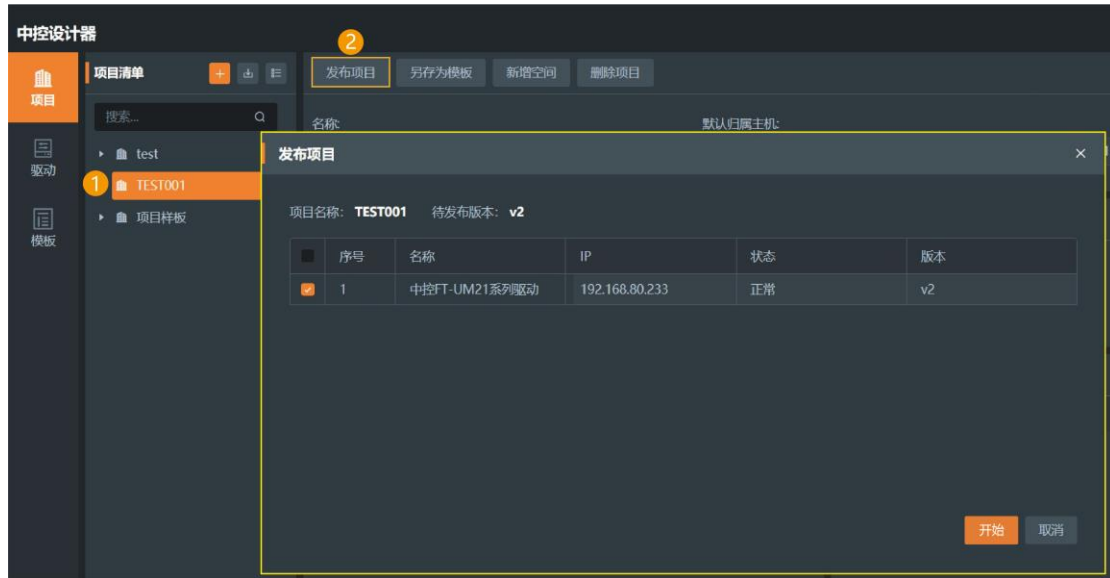 中控设计器
2
项目清单
发布项目 另存为模板 新增空间 删除项目
项目
搜索...
名称: 默认归属主机:
驱动
test
发布项目
1 TEST001
项目名称: TEST001 待发布版本: v2
模板
项目样板
序号 名称 IP 状态 版本
1 中控FT-UM21系列驱动 192.168.80.233 正常 v2
开始 取消